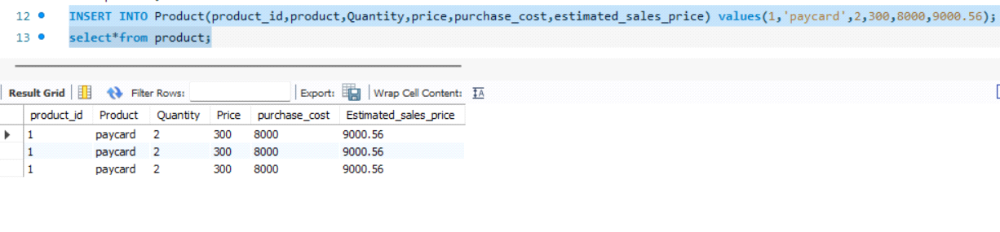 12 INSERT INTO Product(product_id,product,Quantity,price,purchase_cost,estimated_sales_price) values(1,'paycard',2,300,8000,9000.56);
13 select*from product;
Result Grid Filter Rows: Export: Wrap Cell Content:
product_id Product Quantity Price purchase_cost Estimated_sales_price
1 paycard 2 300 8000 9000.56
1 paycard 2 300 8000 9000.56
1 paycard 2 300 8000 9000.56